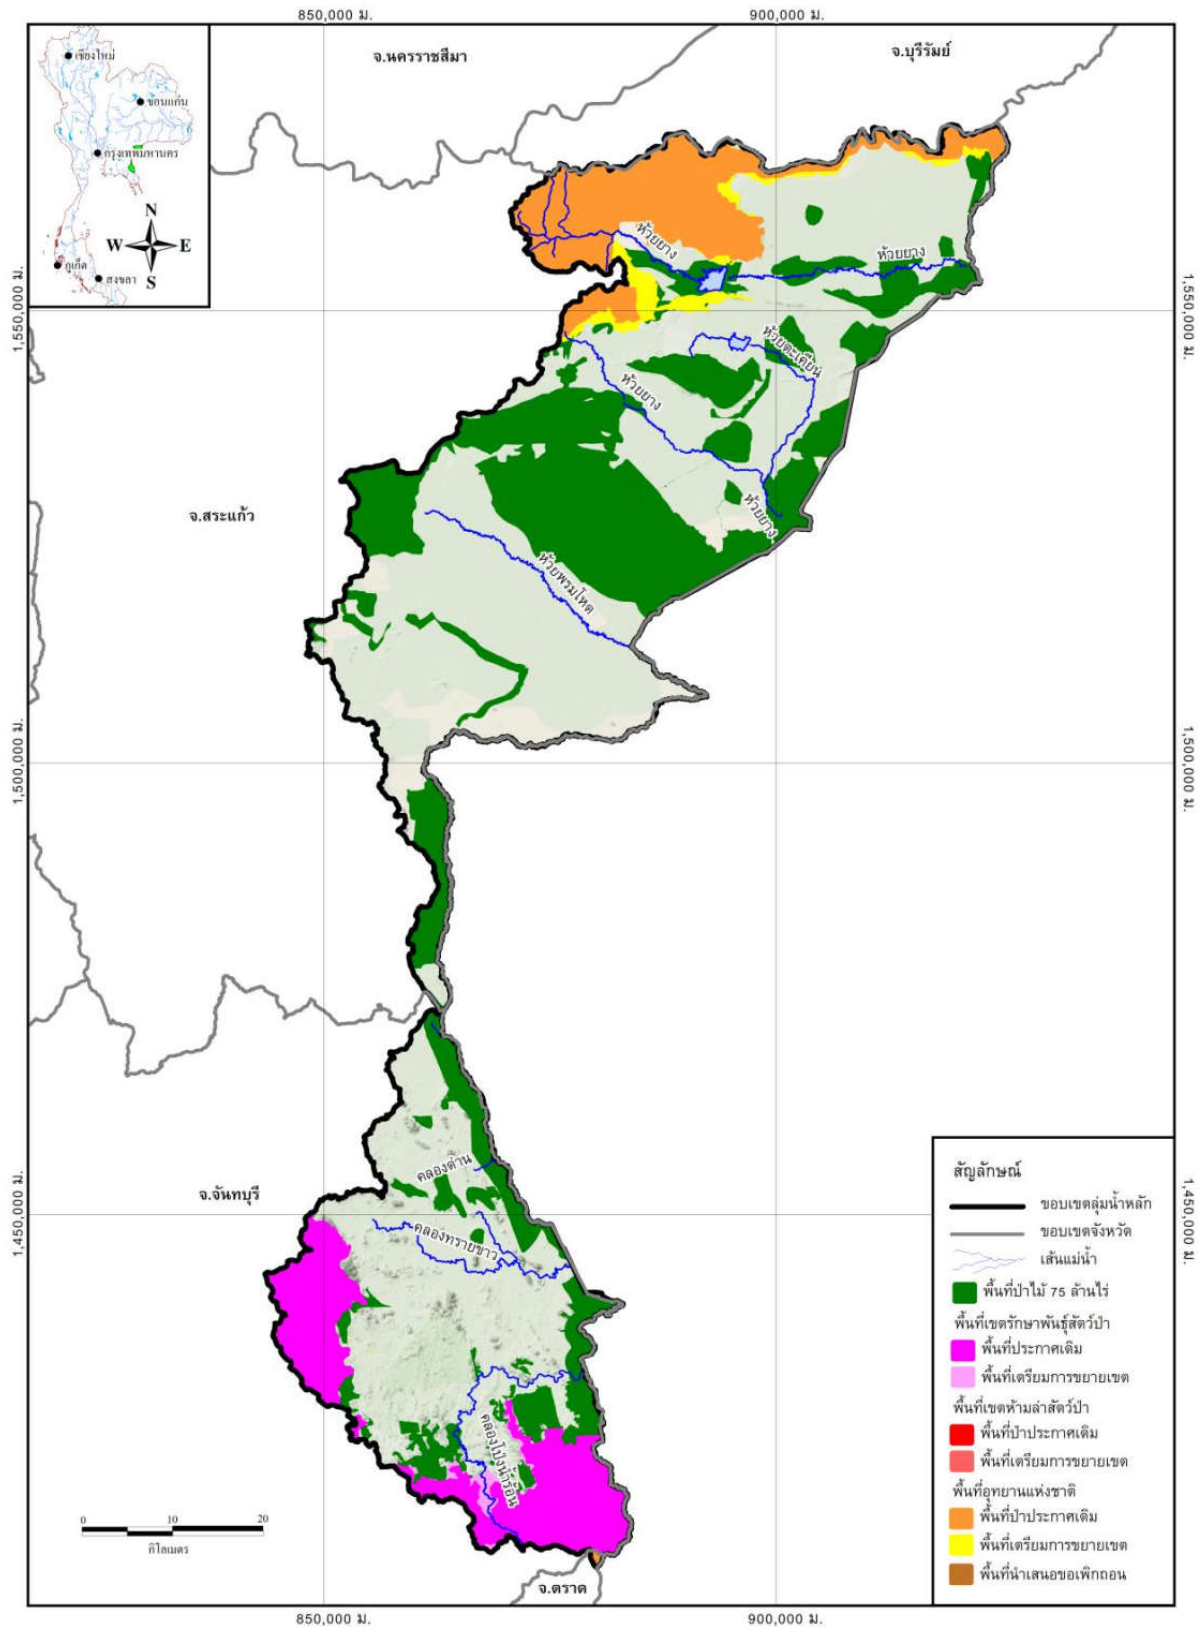 850,000 ม.
900,000 ม.
จ.นครราชสีมา
จ.บุรีรัมย์
เชียงใหม่
ขอนแก่น
กรุงเทพมหานคร
N
W
E
S
ภูเก็ต
สงขลา
ห้วยยาง
ห้วยยาง
1,550,000 ม.
1,550,000 ม.
ห้วยตะเคียน
ห้วยยาง
จ.สระแก้ว
ห้วยยาง
ห้วยพรมโหด
1,500,000 ม.
1,500,000 ม.
คลองด่าน
จ.จันทบุรี
1,450,000 ม.
1,450,000 ม.
คลองทรายขาว
คลองโป่งน้ำร้อน
สัญลักษณ์
ขอบเขตลุ่มน้ำหลัก
ขอบเขตจังหวัด
เส้นแม่น้ำ
พื้นที่ป่าไม้ 75 ล้านไร่
พื้นที่เขตรักษาพันธุ์สัตว์ป่า
พื้นที่ประกาศเดิม
พื้นที่เตรียมการขยายเขต
พื้นที่เขตห้ามล่าสัตว์ป่า
พื้นที่ป่าประกาศเดิม
พื้นที่เตรียมการขยายเขต
พื้นที่อุทยานแห่งชาติ
พื้นที่ป่าประกาศเดิม
พื้นที่เตรียมการขยายเขต
พื้นที่นำเสนอขอเพิกถอน
0 10 20
กิโลเมตร
จ.ตราด
850,000 ม.
900,000 ม.